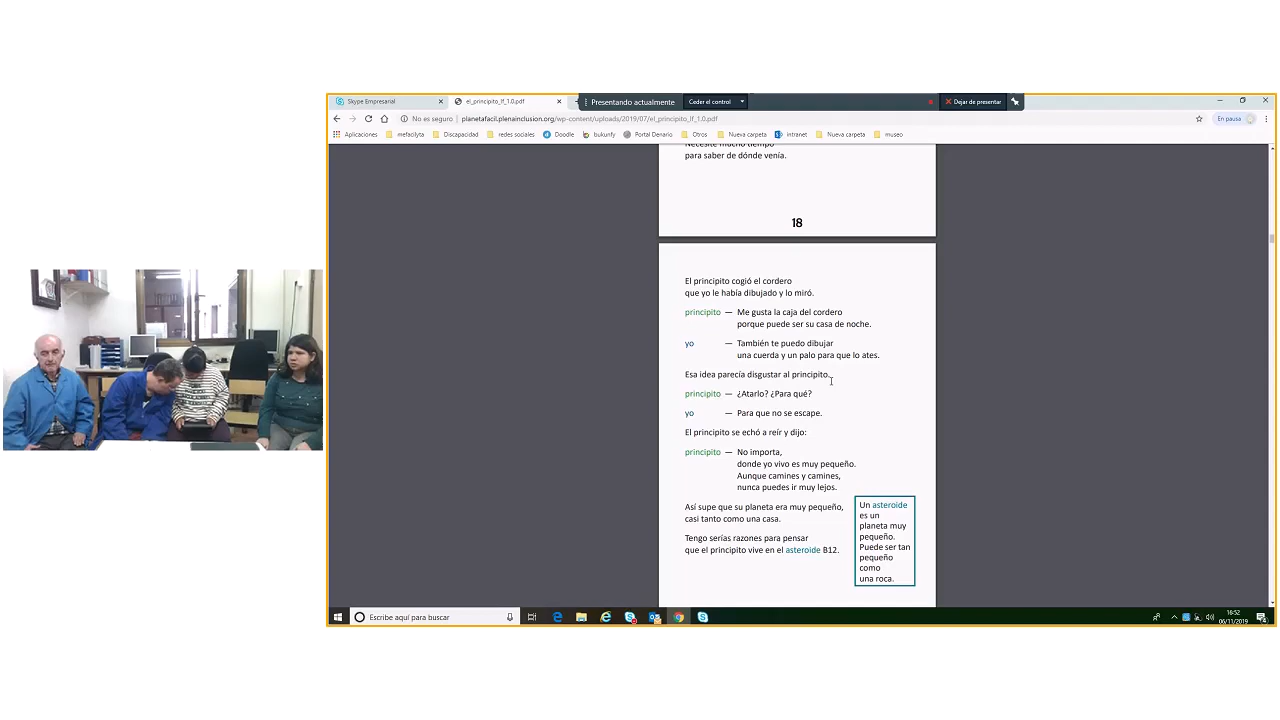 Skype Empresarial
el_principito_lf_1.0.pdf
Presentando actualmente
Ceder el control
Dejar de presentar
No es seguro
planetafacil.plenainclusion.org/wp-content/uploads/2019/07/el_principito_lf_1.0.pdf
En pausa
Aplicaciones
mefacilyta
Discapacidad
redes sociales
Doodle
bukunfy
Portal Denario
Otros
Nueva carpeta
intranet
Nueva carpeta
museo
Necesité mucho tiempo
para saber de dónde venía.
18
El principito cogió el cordero
que yo le había dibujado y lo miró.
principito — Me gusta la caja del cordero
porque puede ser su casa de noche.
yo — También te puedo dibujar
una cuerda y un palo para que lo ates.
Esa idea parecía disgustar al principito.
principito — ¿Atarlo? ¿Para qué?
yo — Para que no se escape.
El principito se echó a reír y dijo:
principito — No importa,
donde yo vivo es muy pequeño.
Aunque camines y camines,
nunca puedes ir muy lejos.
Así supe que su planeta era muy pequeño,
casi tanto como una casa.
Tengo serías razones para pensar
que el principito vive en el asteroide B12.
Un asteroide
es un
planeta muy
pequeño.
Puede ser tan
pequeño
como
una roca.
Escribe aquí para buscar
16:52
06/11/2019